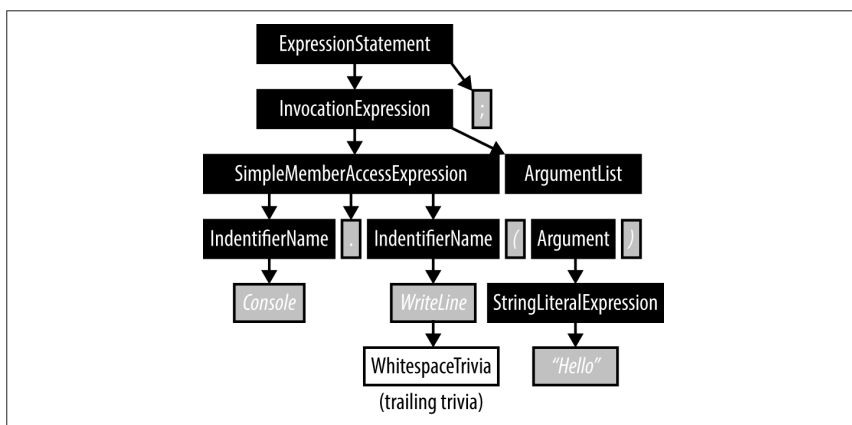 ExpressionStatement
InvocationExpression ;
SimpleMemberAccessExpression ArgumentList
IndentifierName . IndentifierName ( Argument )
Console WriteLine StringLiteralExpression
WhitespaceTrivia “Hello”
(trailing trivia)